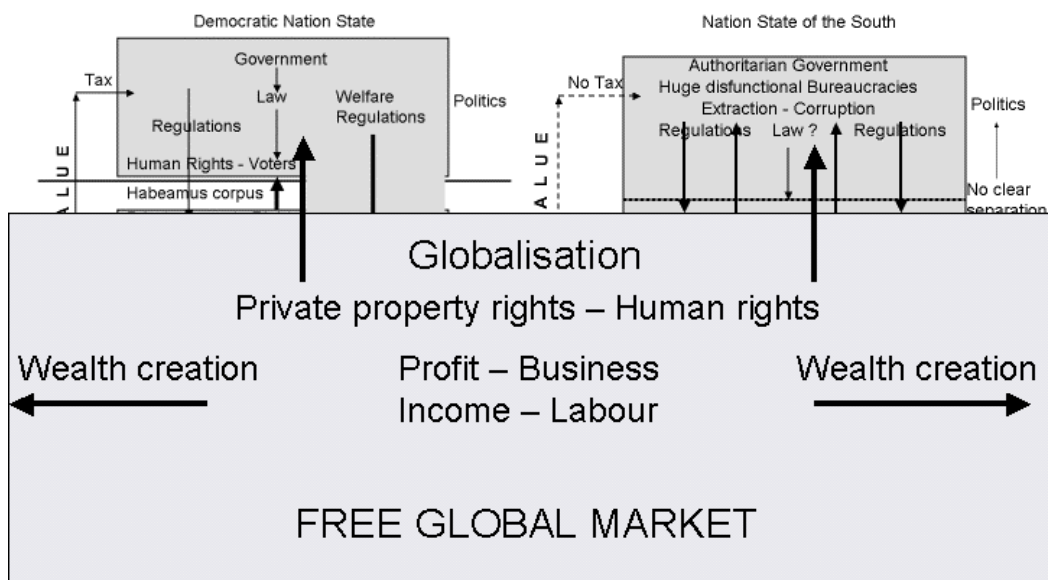 Democratic Nation State
Government
Tax
Law
Welfare
Regulations
Politics
Regulations
Human Rights - Voters
Habeamus corpus
A L U E
Nation State of the South
Authoritarian Government
Huge disfunctional Bureaucracies
Extraction - Corruption
No Tax
Regulations
Law ?
Regulations
Politics
No clear
separation
A L U E
Globalisation
Private property rights – Human rights
Wealth creation
Profit – Business
Income – Labour
Wealth creation
FREE GLOBAL MARKET